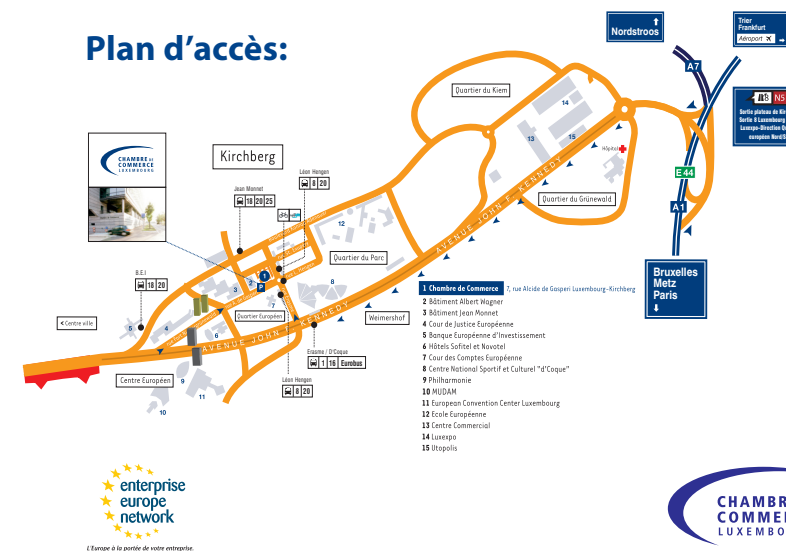 Plan d'accès:
Nordstroos
Trier
Frankfurt
Aéroport
A7
N5
8
Sortie 8 Luxembourg
E 44
A1
Bruxelles
Metz
Paris
Quartier du Kiem
14
13
15
Hôpital
Quartier du Grünewald
AVENUE JOHN F. KENNEDY
CHAMBRE DE
COMMERCE
LUXEMBOURG
Kirchberg
Léon Hengen
8 20
Jean Monnet
18 20 25
12
Quartier du Parc
B.E.I
18 20
1
P
2
3
8
7
Quartier Européen
Weimershof
Centre ville
5
4
6
AVENUE JOHN F. KENNEDY
Erasme / D'Coque
1 16 Eurobus
Centre Européen
9
10
11
Léon Hengen
8 20
1 Chambre de Commerce 7, rue Alcide de Gasperi Luxembourg-Kirchberg
2 Bâtiment Albert Wagner
3 Bâtiment Jean Monnet
4 Cour de Justice Européenne
5 Banque Européenne d'Investissement
6 Hôtels Sofitel et Novotel
7 Cour des Comptes Européenne
8 Centre National Sportif et Culturel "d'Coque"
9 Philharmonie
10 MUDAM
11 European Convention Center Luxembourg
12 Ecole Européenne
13 Centre Commercial
14 Luxexpo
15 Utopolis
enterprise
europe
network
L'Europe à la portée de votre entreprise.
CHAMBR
COMME
LUXEMBO